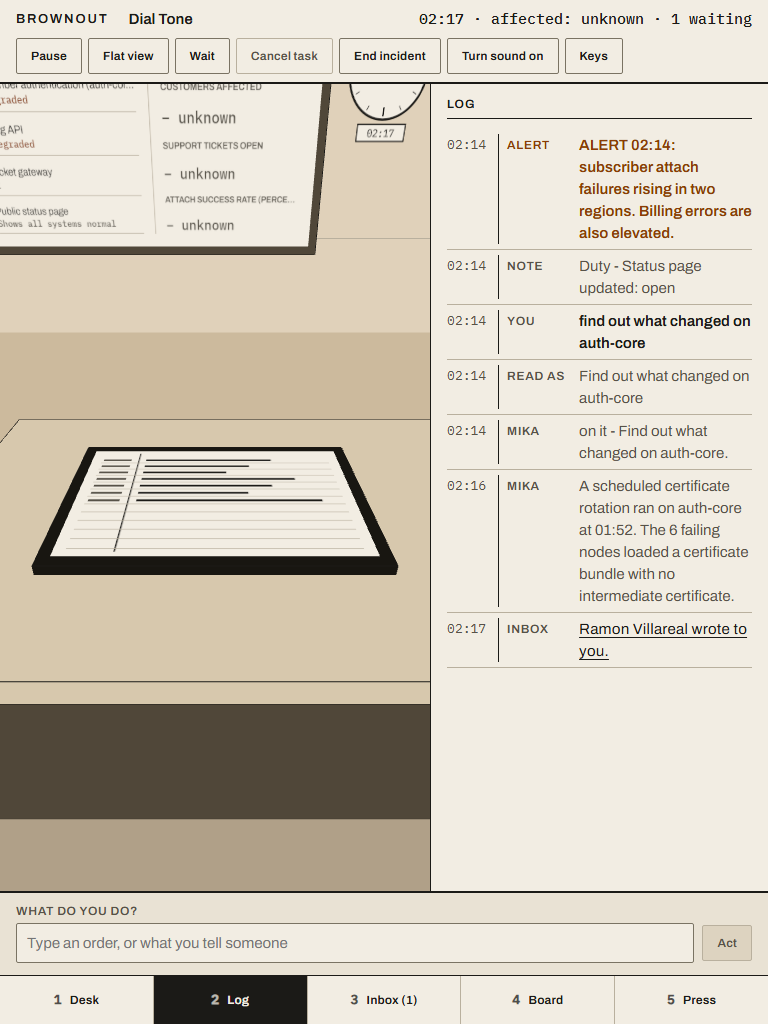 BROWNOUT Dial Tone
02:17 · affected: unknown · 1 waiting
Pause
Flat view
Wait
Cancel task
End incident
Turn sound on
Keys
CUSTOMERS AFFECTED
– unknown
SUPPORT TICKETS OPEN
– unknown
ATTACH SUCCESS RATE (PERCE...
– unknown
graded
g API
egraded
cket gateway
Public status page
Shows all systems normal
02:17
LOG
02:14 ALERT ALERT 02:14:
subscriber attach
failures rising in two
regions. Billing errors are
also elevated.
02:14 NOTE Duty - Status page
updated: open
02:14 YOU find out what changed on
auth-core
02:14 READ AS Find out what changed on
auth-core
02:14 MIKA on it - Find out what
changed on auth-core.
02:16 MIKA A scheduled certificate
rotation ran on auth-core
at 01:52. The 6 failing
nodes loaded a certificate
bundle with no
intermediate certificate.
02:17 INBOX Ramon Villareal wrote to
you.
WHAT DO YOU DO?
Type an order, or what you tell someone
Act
1 Desk
2 Log
3 Inbox (1)
4 Board
5 Press